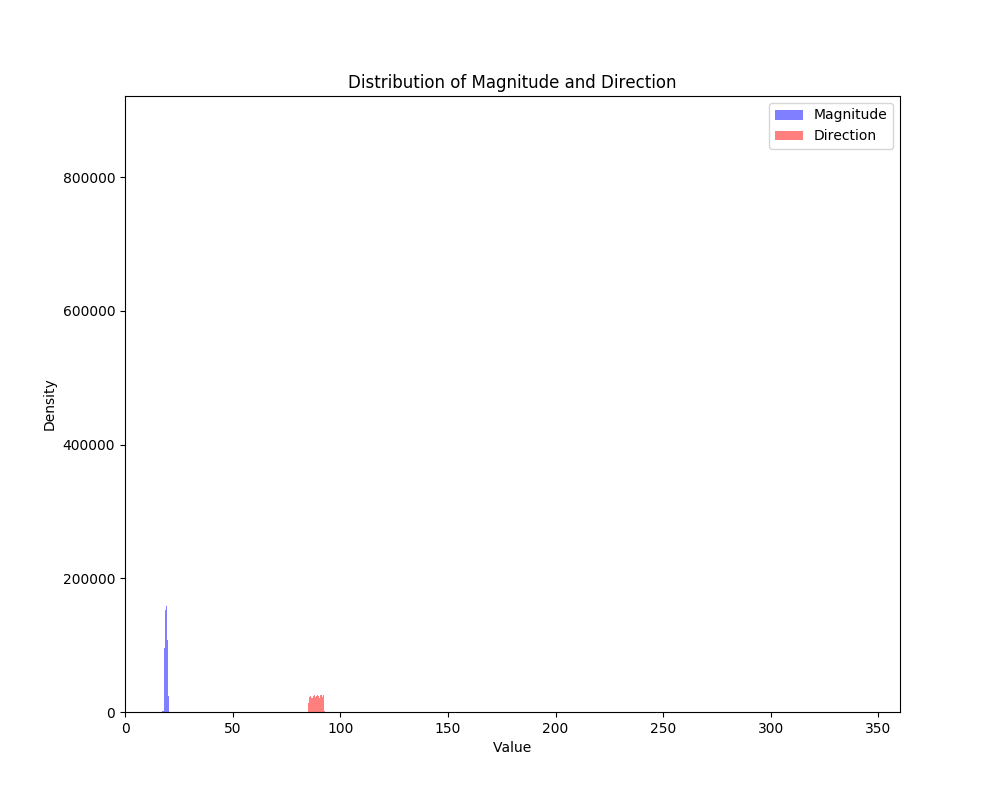 Distribution of Magnitude and Direction
Magnitude
Direction
800000
600000
400000
200000
0
Density
0 50 100 150 200 250 300 350
Value